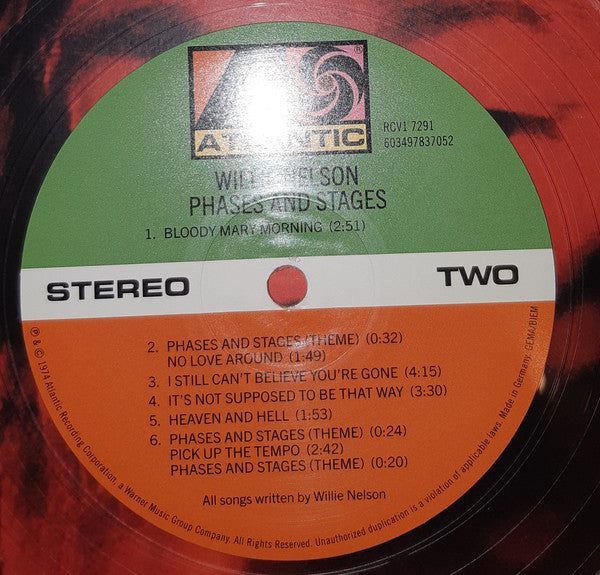 ®
ATLANTIC
RCV1 7291
603497837052
WILLIE NELSON
PHASES AND STAGES
1. BLOODY MARY MORNING (2:51)
STEREO
TWO
2. PHASES AND STAGES (THEME) (0:32)
NO LOVE AROUND (1:49)
3. I STILL CAN'T BELIEVE YOU'RE GONE (4:15)
4. IT'S NOT SUPPOSED TO BE THAT WAY (3:30)
5. HEAVEN AND HELL (1:53)
6. PHASES AND STAGES (THEME) (0:24)
PICK UP THE TEMPO (2:42)
PHASES AND STAGES (THEME) (0:20)
All songs written by Willie Nelson
℗ & © 1974 Atlantic Recording Corporation, a Warner Music Group Company. All Rights Reserved. Unauthorized duplication is a violation of applicable laws. Made in Germany. GEMA/BIEM